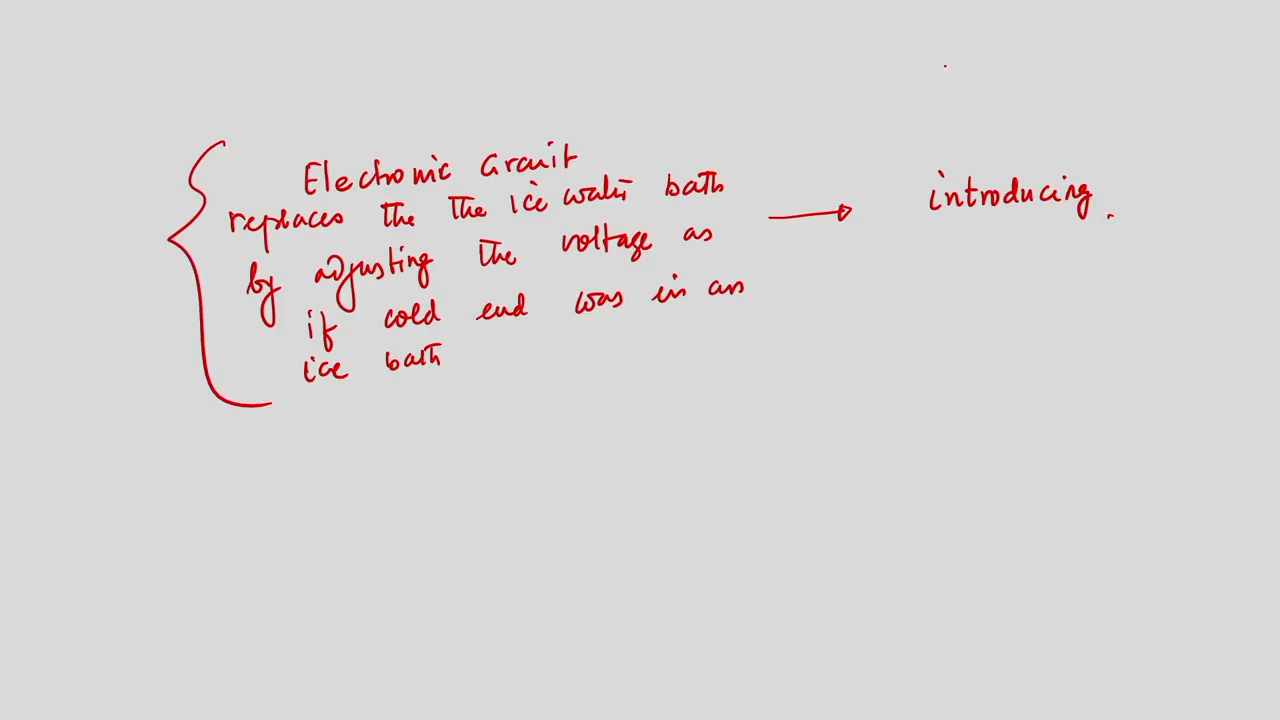 Electronic circuit
replaces the the ice water bath
by adjusting the voltage as
if cold end was in an
ice bath
introducing